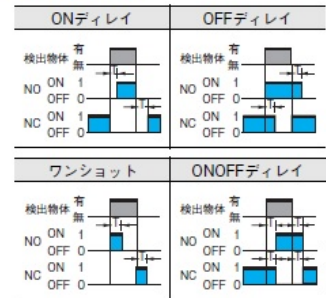 ONディレイ
検出物体 有
無
T
NO ON 1
OFF 0
T
NC ON 1
OFF 0
OFFディレイ
検出物体 有
無
T
NO ON 1
OFF 0
T
NC ON 1
OFF 0
ワンショット
検出物体 有
無
T
NO ON 1
OFF 0
T
NC ON 1
OFF 0
ONOFFディレイ
検出物体 有
無
T T
NO ON 1
OFF 0
T T
NC ON 1
OFF 0